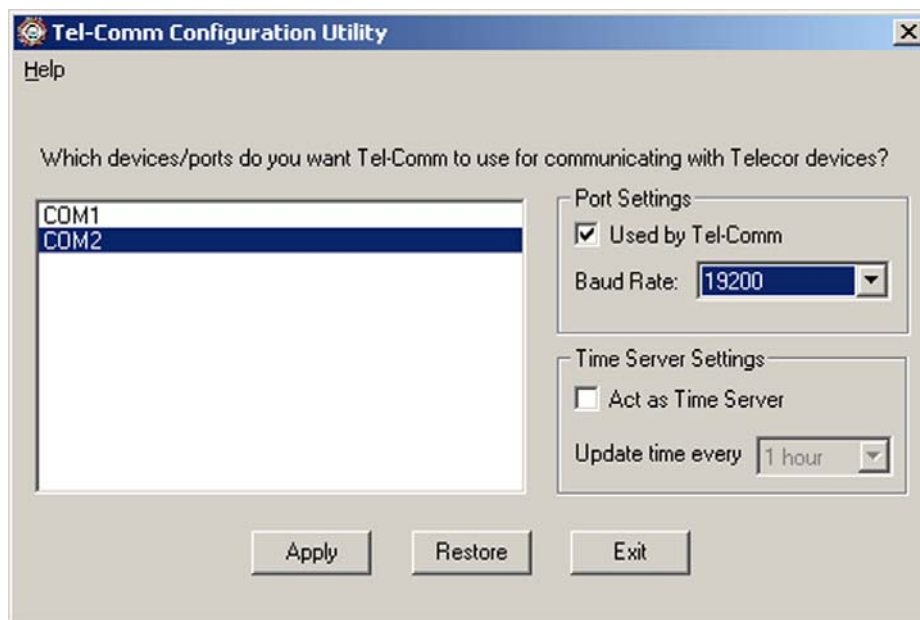 Tel-Comm Configuration Utility
Help
Which devices/ports do you want Tel-Comm to use for communicating with Telecor devices?
COM1
COM2
Port Settings
Used by Tel-Comm
Baud Rate: 19200
Time Server Settings
Act as Time Server
Update time every 1 hour
Apply Restore Exit